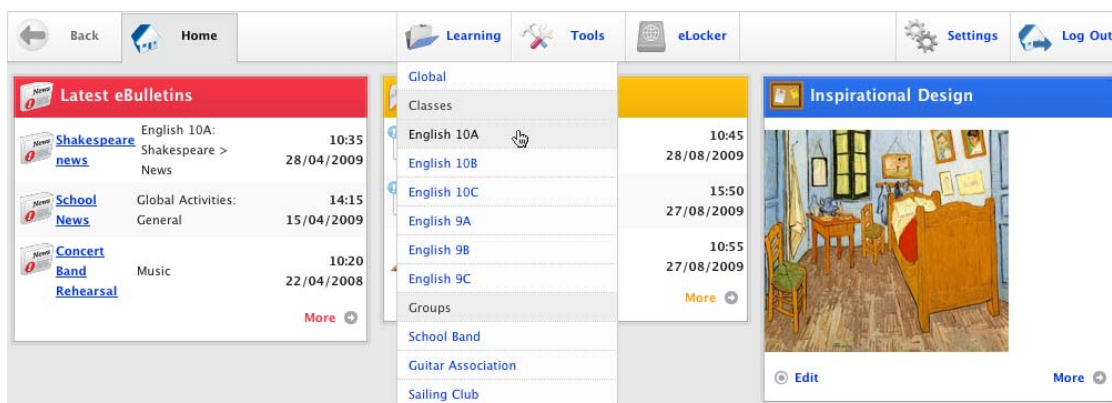 Back
Home
Learning
Tools
eLocker
Settings
Log Out
Latest eBulletins
Shakespeare
news
English 10A:
Shakespeare >
News
10:35
28/04/2009
School
News
Global Activities:
General
14:15
15/04/2009
Concert
Band
Rehearsal
Music
10:20
22/04/2008
More
Global
Classes
English 10A
English 10B
English 10C
English 9A
English 9B
English 9C
Groups
School Band
Guitar Association
Sailing Club
10:45
28/08/2009
15:50
27/08/2009
10:55
27/08/2009
More
Inspirational Design
Edit
More